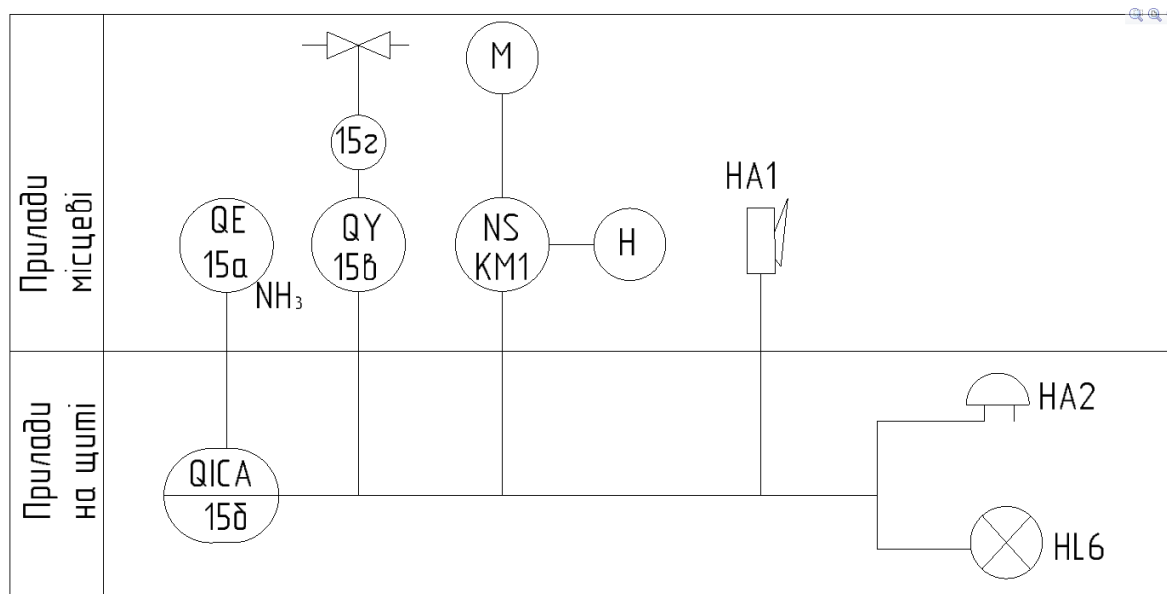 Прилади
місцеві
M
15г
HA1
QE
15а
NH₃
QY
15в
NS
KM1
H
Прилади
на щиті
HA2
QICA
15б
HL6